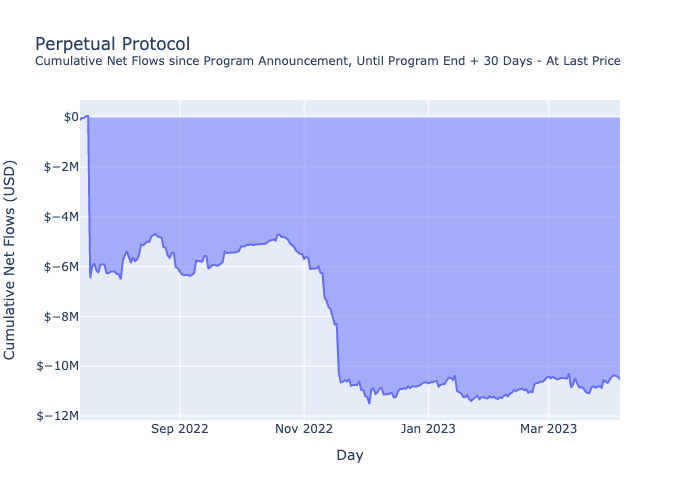 Perpetual Protocol
Cumulative Net Flows since Program Announcement, Until Program End + 30 Days - At Last Price
Cumulative Net Flows (USD)
$0
$−2M
$−4M
$−6M
$−8M
$−10M
$−12M
Sep 2022
Nov 2022
Jan 2023
Mar 2023
Day